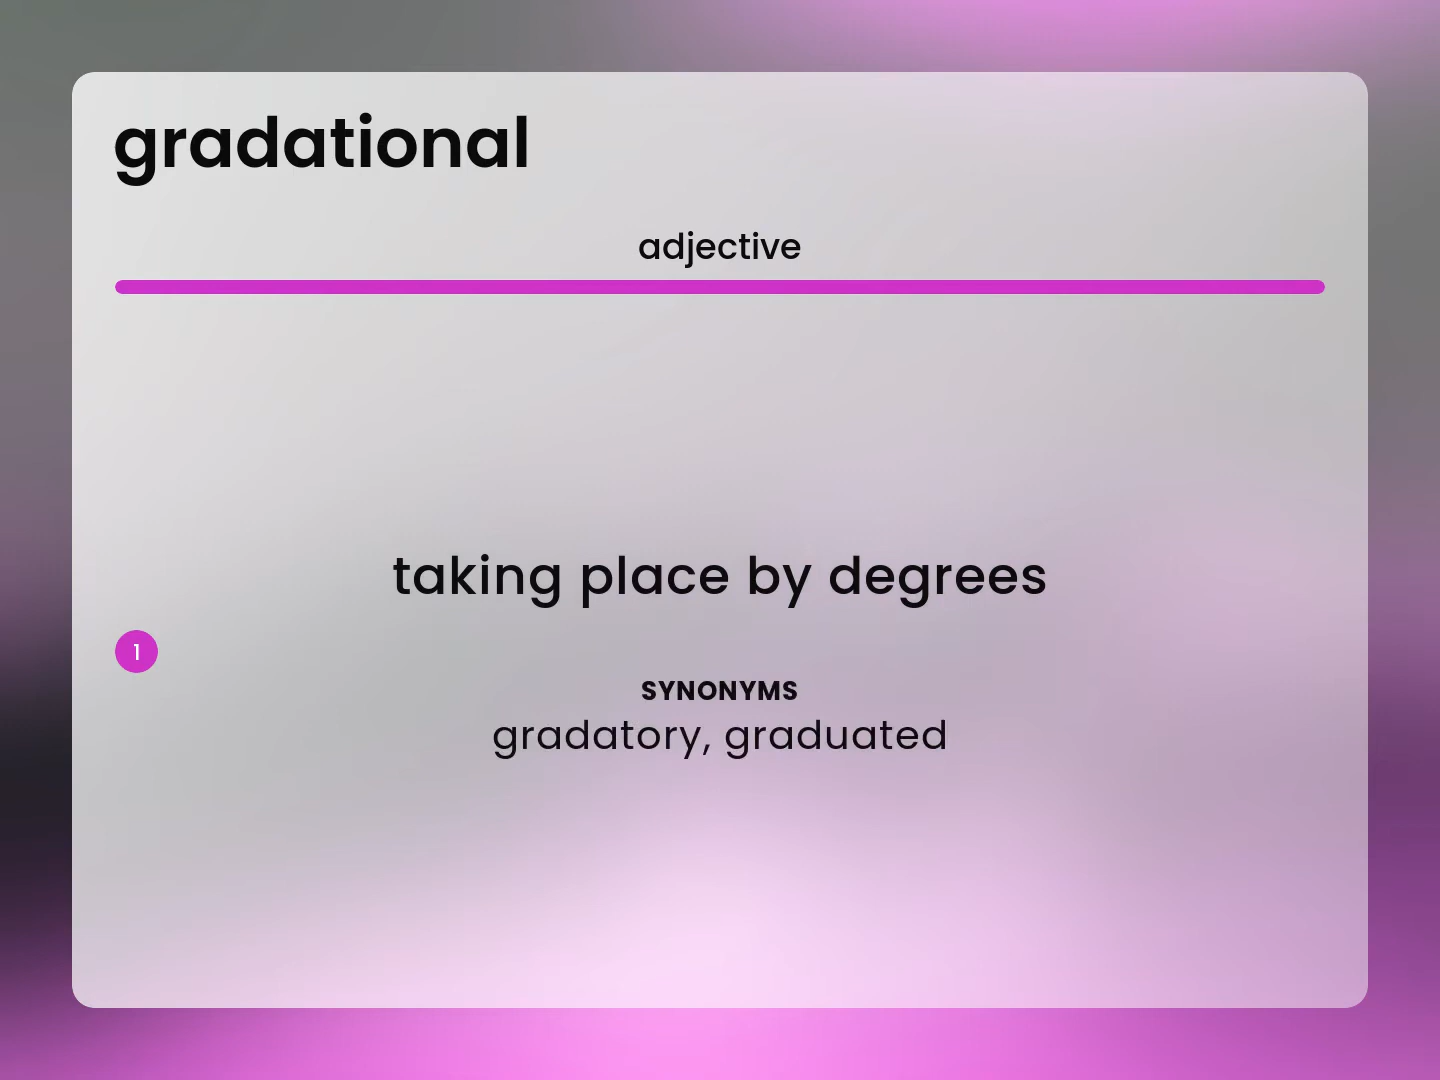 gradational
adjective
taking place by degrees
1
SYNONYMS
gradatory, graduated